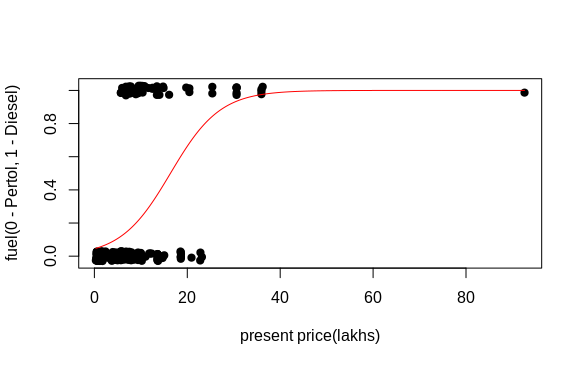 fuel(0 - Pertol, 1 - Diesel)
0.8
0.4
0.0
0 20 40 60 80
present price(lakhs)